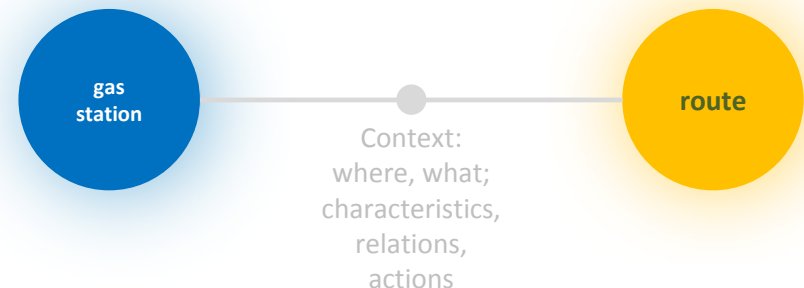 gas
station
route
Context:
where, what;
characteristics,
relations,
actions